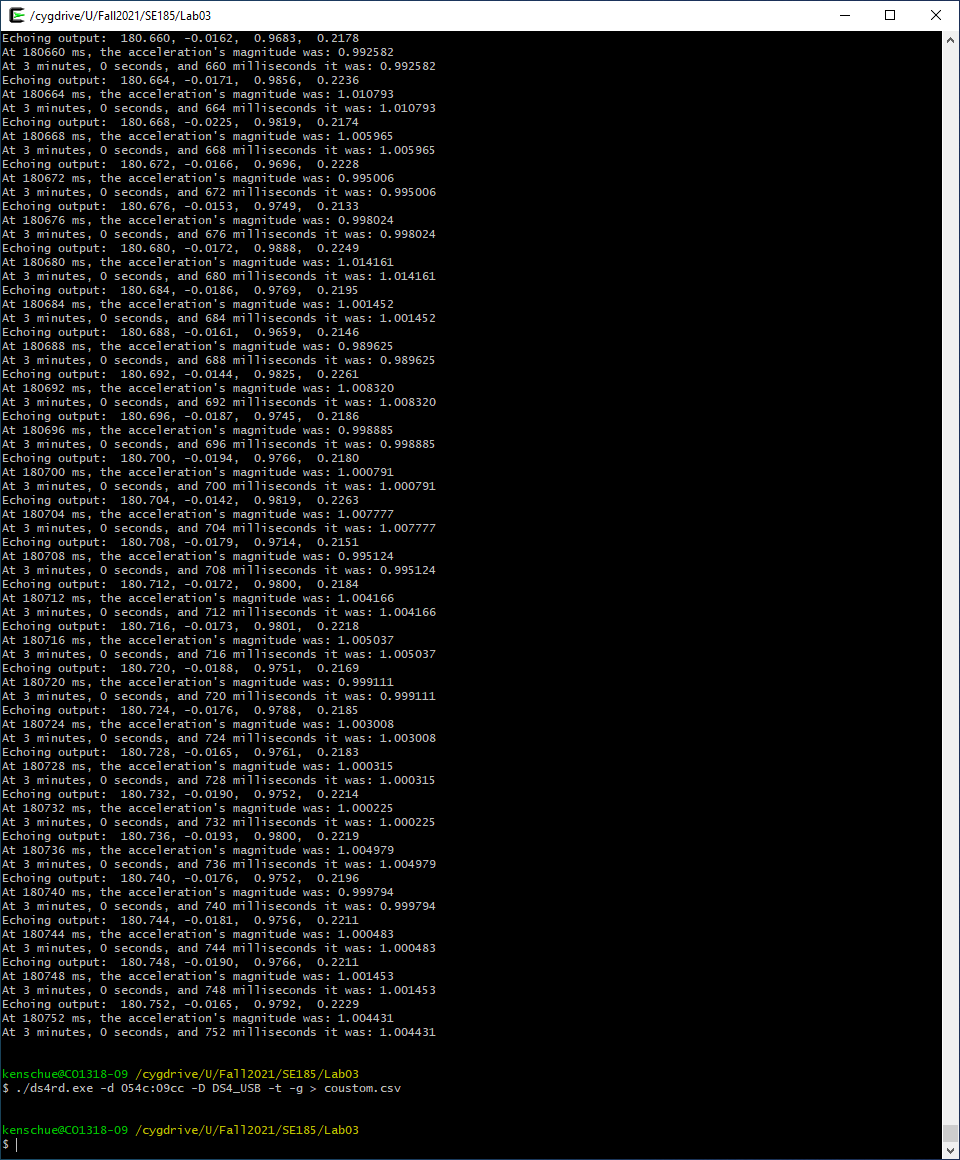 /cygdrive/U/Fall2021/SE185/Lab03
Echoing output:  180.660, -0.0162,  0.9683,  0.2178
At 180660 ms, the acceleration's magnitude was: 0.992582
At 3 minutes, 0 seconds, and 660 milliseconds it was: 0.992582
Echoing output:  180.664, -0.0171,  0.9856,  0.2236
At 180664 ms, the acceleration's magnitude was: 1.010793
At 3 minutes, 0 seconds, and 664 milliseconds it was: 1.010793
Echoing output:  180.668, -0.0225,  0.9819,  0.2174
At 180668 ms, the acceleration's magnitude was: 1.005965
At 3 minutes, 0 seconds, and 668 milliseconds it was: 1.005965
Echoing output:  180.672, -0.0166,  0.9696,  0.2228
At 180672 ms, the acceleration's magnitude was: 0.995006
At 3 minutes, 0 seconds, and 672 milliseconds it was: 0.995006
Echoing output:  180.676, -0.0153,  0.9749,  0.2133
At 180676 ms, the acceleration's magnitude was: 0.998024
At 3 minutes, 0 seconds, and 676 milliseconds it was: 0.998024
Echoing output:  180.680, -0.0172,  0.9888,  0.2249
At 180680 ms, the acceleration's magnitude was: 1.014161
At 3 minutes, 0 seconds, and 680 milliseconds it was: 1.014161
Echoing output:  180.684, -0.0186,  0.9769,  0.2195
At 180684 ms, the acceleration's magnitude was: 1.001452
At 3 minutes, 0 seconds, and 684 milliseconds it was: 1.001452
Echoing output:  180.688, -0.0161,  0.9659,  0.2146
At 180688 ms, the acceleration's magnitude was: 0.989625
At 3 minutes, 0 seconds, and 688 milliseconds it was: 0.989625
Echoing output:  180.692, -0.0144,  0.9825,  0.2261
At 180692 ms, the acceleration's magnitude was: 1.008320
At 3 minutes, 0 seconds, and 692 milliseconds it was: 1.008320
Echoing output:  180.696, -0.0187,  0.9745,  0.2186
At 180696 ms, the acceleration's magnitude was: 0.998885
At 3 minutes, 0 seconds, and 696 milliseconds it was: 0.998885
Echoing output:  180.700, -0.0194,  0.9766,  0.2180
At 180700 ms, the acceleration's magnitude was: 1.000791
At 3 minutes, 0 seconds, and 700 milliseconds it was: 1.000791
Echoing output:  180.704, -0.0142,  0.9819,  0.2263
At 180704 ms, the acceleration's magnitude was: 1.007777
At 3 minutes, 0 seconds, and 704 milliseconds it was: 1.007777
Echoing output:  180.708, -0.0179,  0.9714,  0.2151
At 180708 ms, the acceleration's magnitude was: 0.995124
At 3 minutes, 0 seconds, and 708 milliseconds it was: 0.995124
Echoing output:  180.712, -0.0172,  0.9800,  0.2184
At 180712 ms, the acceleration's magnitude was: 1.004166
At 3 minutes, 0 seconds, and 712 milliseconds it was: 1.004166
Echoing output:  180.716, -0.0173,  0.9801,  0.2218
At 180716 ms, the acceleration's magnitude was: 1.005037
At 3 minutes, 0 seconds, and 716 milliseconds it was: 1.005037
Echoing output:  180.720, -0.0188,  0.9751,  0.2169
At 180720 ms, the acceleration's magnitude was: 0.999111
At 3 minutes, 0 seconds, and 720 milliseconds it was: 0.999111
Echoing output:  180.724, -0.0176,  0.9788,  0.2185
At 180724 ms, the acceleration's magnitude was: 1.003008
At 3 minutes, 0 seconds, and 724 milliseconds it was: 1.003008
Echoing output:  180.728, -0.0165,  0.9761,  0.2183
At 180728 ms, the acceleration's magnitude was: 1.000315
At 3 minutes, 0 seconds, and 728 milliseconds it was: 1.000315
Echoing output:  180.732, -0.0190,  0.9752,  0.2214
At 180732 ms, the acceleration's magnitude was: 1.000225
At 3 minutes, 0 seconds, and 732 milliseconds it was: 1.000225
Echoing output:  180.736, -0.0193,  0.9800,  0.2219
At 180736 ms, the acceleration's magnitude was: 1.004979
At 3 minutes, 0 seconds, and 736 milliseconds it was: 1.004979
Echoing output:  180.740, -0.0176,  0.9752,  0.2196
At 180740 ms, the acceleration's magnitude was: 0.999794
At 3 minutes, 0 seconds, and 740 milliseconds it was: 0.999794
Echoing output:  180.744, -0.0181,  0.9756,  0.2211
At 180744 ms, the acceleration's magnitude was: 1.000483
At 3 minutes, 0 seconds, and 744 milliseconds it was: 1.000483
Echoing output:  180.748, -0.0190,  0.9766,  0.2211
At 180748 ms, the acceleration's magnitude was: 1.001453
At 3 minutes, 0 seconds, and 748 milliseconds it was: 1.001453
Echoing output:  180.752, -0.0165,  0.9792,  0.2229
At 180752 ms, the acceleration's magnitude was: 1.004431
At 3 minutes, 0 seconds, and 752 milliseconds it was: 1.004431
kenschue@CO1318-09 /cygdrive/U/Fall2021/SE185/Lab03
$ ./ds4rd.exe -d 054c:09cc -D DS4_USB -t -g > coustom.csv
kenschue@CO1318-09 /cygdrive/U/Fall2021/SE185/Lab03
$